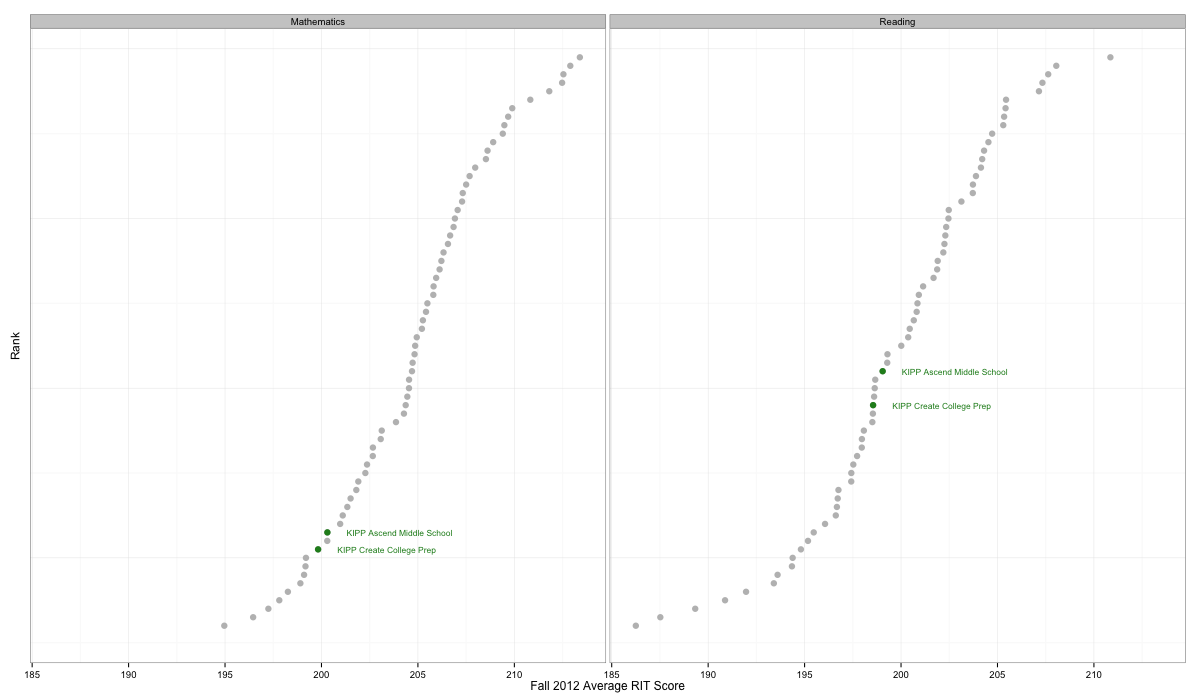 Mathematics
Reading
Rank
KIPP Ascend Middle School
KIPP Create College Prep
KIPP Ascend Middle School
KIPP Create College Prep
185 190 195 200 205 210
185 190 195 200 205 210
Fall 2012 Average RIT Score